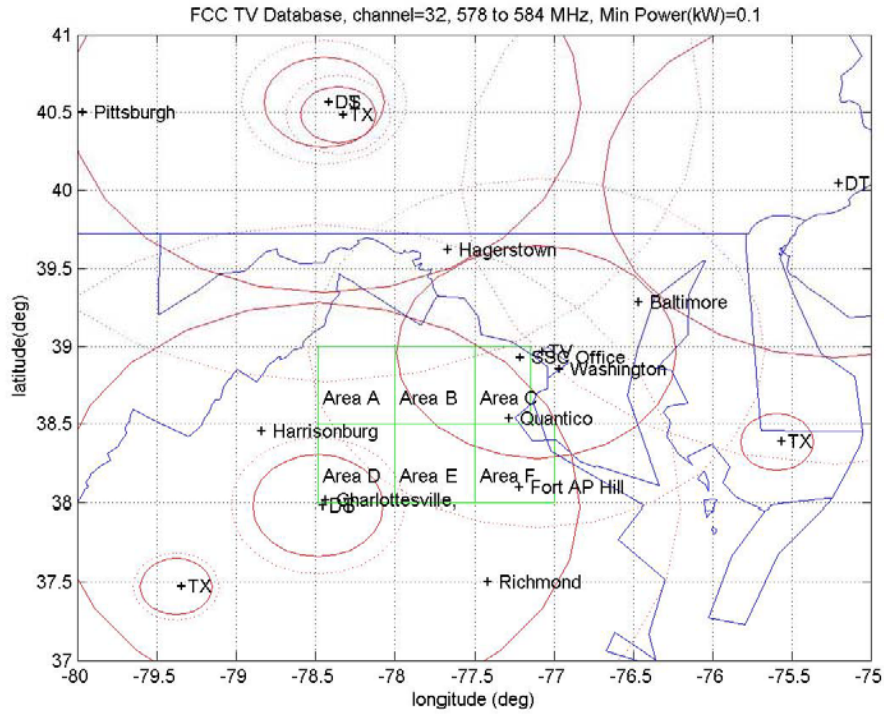 FCC TV Database, channel=32, 578 to 584 MHz, Min Power(kW)=0.1
41
40.5
40
39.5
39
38.5
38
37.5
37
latitude(deg)
Pittsburgh
TX
DT
Hagerstown
Baltimore
TV
SSC Office
Washington
Area A
Area B
Area C
Quantico
Harrisonburg
TX
Area D
Area E
Area F
Fort AP Hill
Charlottesville,
TX
Richmond
-80
-79.5
-79
-78.5
-78
-77.5
-77
-76.5
-76
-75.5
-75
longitude (deg)